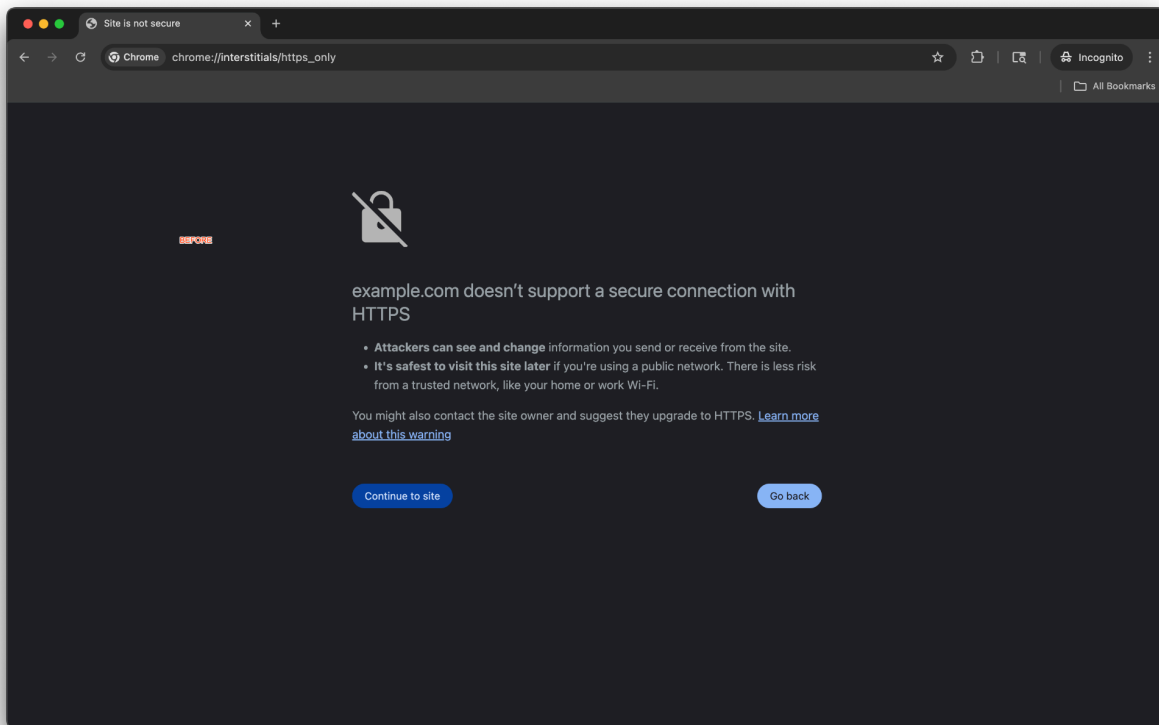 Site is not secure
Chrome
chrome://interstitials/https_only
Incognito
All Bookmarks
BEFORE
example.com doesn’t support a secure connection with
HTTPS
• Attackers can see and change information you send or receive from the site.
• It's safest to visit this site later if you're using a public network. There is less risk
from a trusted network, like your home or work Wi-Fi.
You might also contact the site owner and suggest they upgrade to HTTPS. Learn more
about this warning
Continue to site
Go back